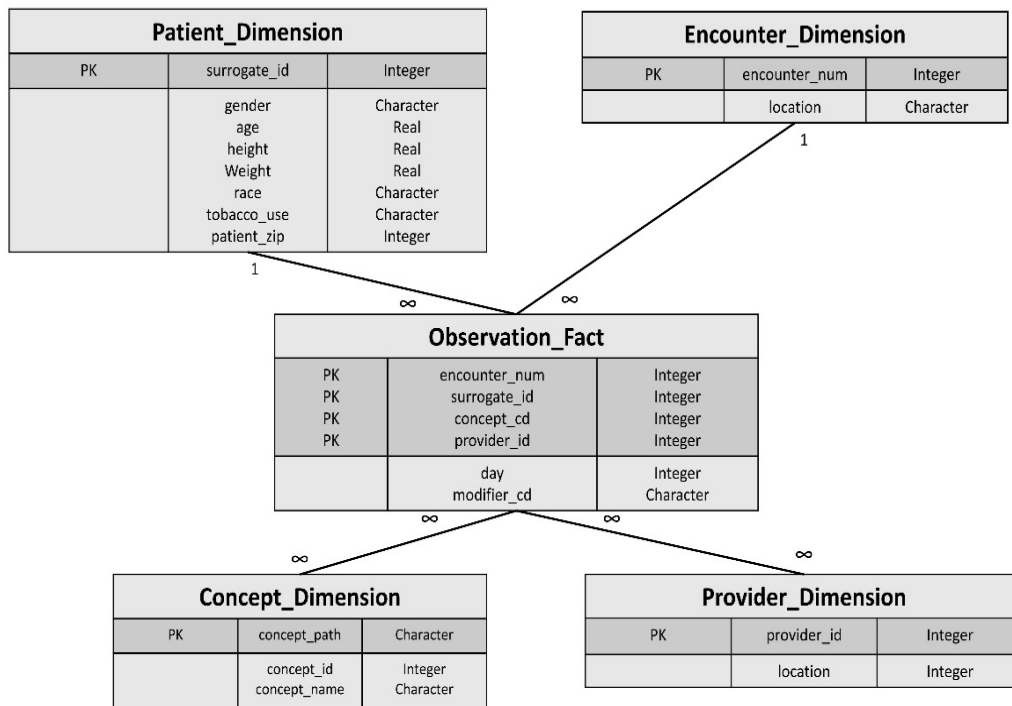 Patient_Dimension
PK surrogate_id Integer
gender Character
age Real
height Real
Weight Real
race Character
tobacco_use Character
patient_zip Integer
Encounter_Dimension
PK encounter_num Integer
location Character
1
1
∞
∞
Observation_Fact
PK encounter_num Integer
PK surrogate_id Integer
PK concept_cd Integer
PK provider_id Integer
day Integer
modifier_cd Character
∞
∞
∞
∞
Concept_Dimension
PK concept_path Character
concept_id Integer
concept_name Character
Provider_Dimension
PK provider_id Integer
location Integer